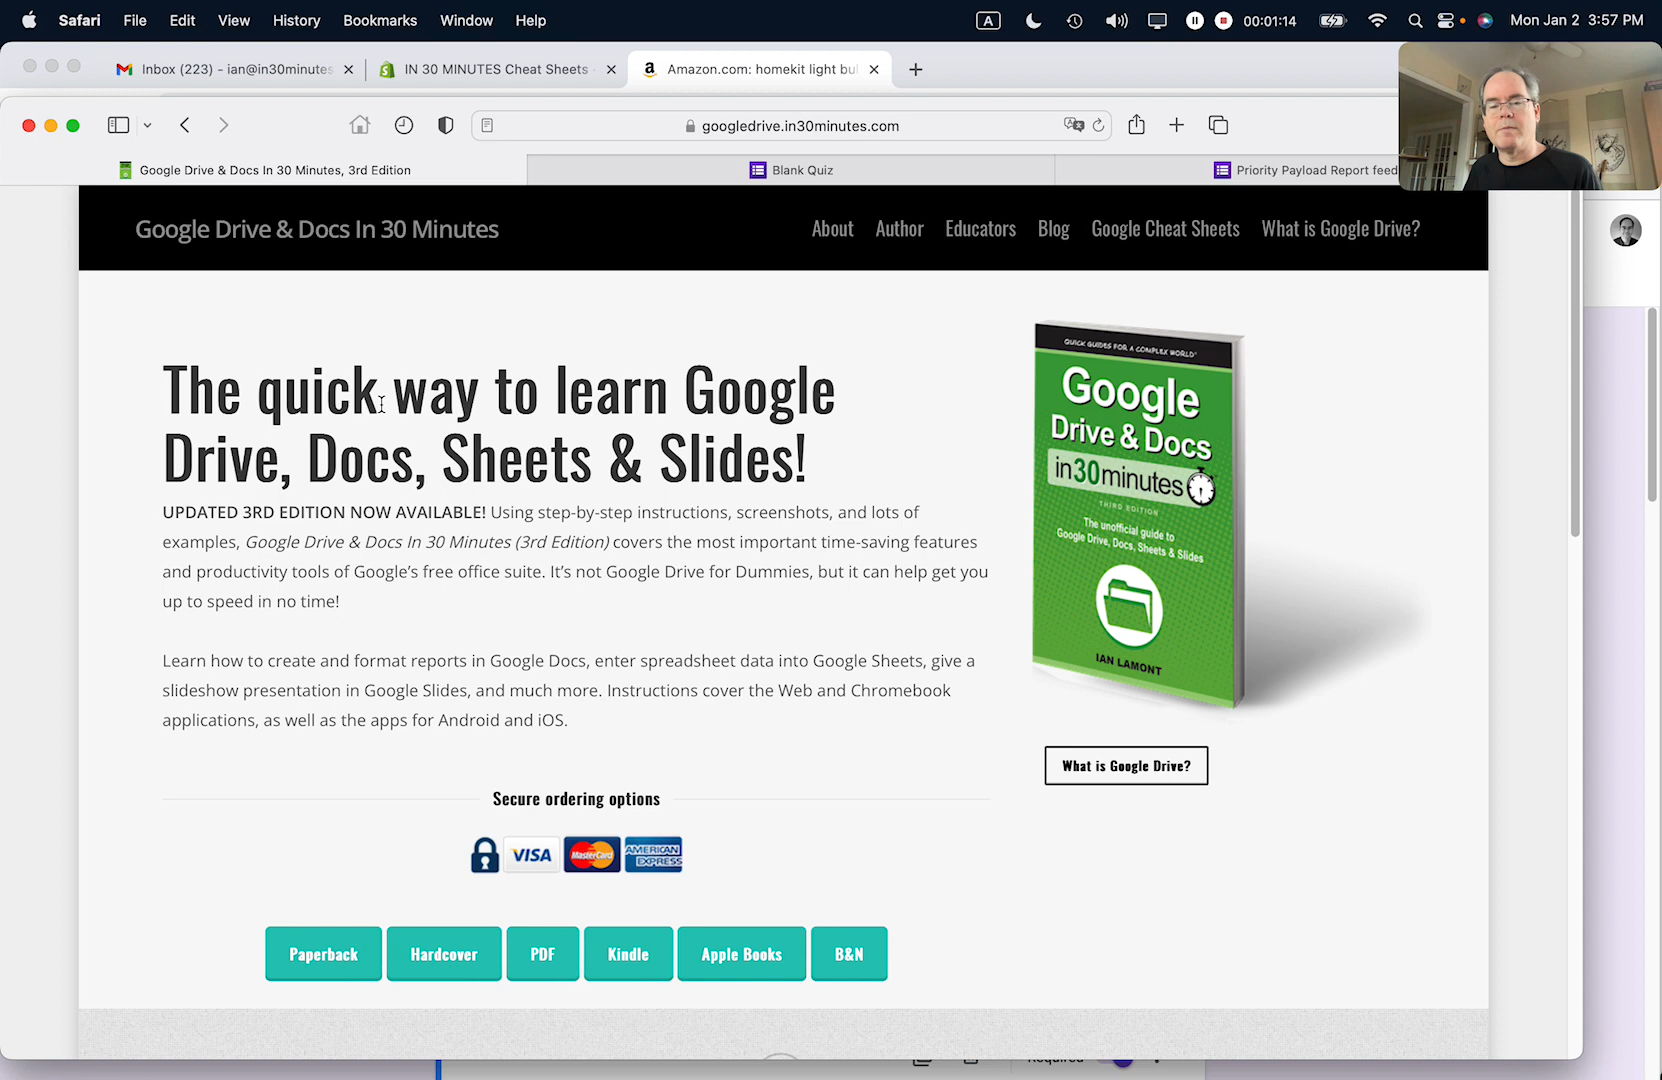 Safari File Edit View History Bookmarks Window Help A 00:01:14 Mon Jan 2 3:57 PM
Inbox (223) - ian@in30minutes IN 30 MINUTES Cheat Sheets Amazon.com: homekit light bul
googledrive.in30minutes.com
Google Drive & Docs In 30 Minutes, 3rd Edition Blank Quiz Priority Payload Report feed
Google Drive & Docs In 30 Minutes About Author Educators Blog Google Cheat Sheets What is Google Drive?
The quick way to learn Google
Drive, Docs, Sheets & Slides!
UPDATED 3RD EDITION NOW AVAILABLE! Using step-by-step instructions, screenshots, and lots of
examples, Google Drive & Docs In 30 Minutes (3rd Edition) covers the most important time-saving features
and productivity tools of Google’s free office suite. It’s not Google Drive for Dummies, but it can help get you
up to speed in no time!
Learn how to create and format reports in Google Docs, enter spreadsheet data into Google Sheets, give a
slideshow presentation in Google Slides, and much more. Instructions cover the Web and Chromebook
applications, as well as the apps for Android and iOS.
Secure ordering options
VISA MasterCard AMERICAN EXPRESS
Paperback Hardcover PDF Kindle Apple Books B&N
QUICK GUIDES FOR A COMPLEX WORLD®
Google
Drive & Docs
in30minutes
THIRD EDITION
The unofficial guide to
Google Drive, Docs, Sheets & Slides
IAN LAMONT
What is Google Drive?
Required